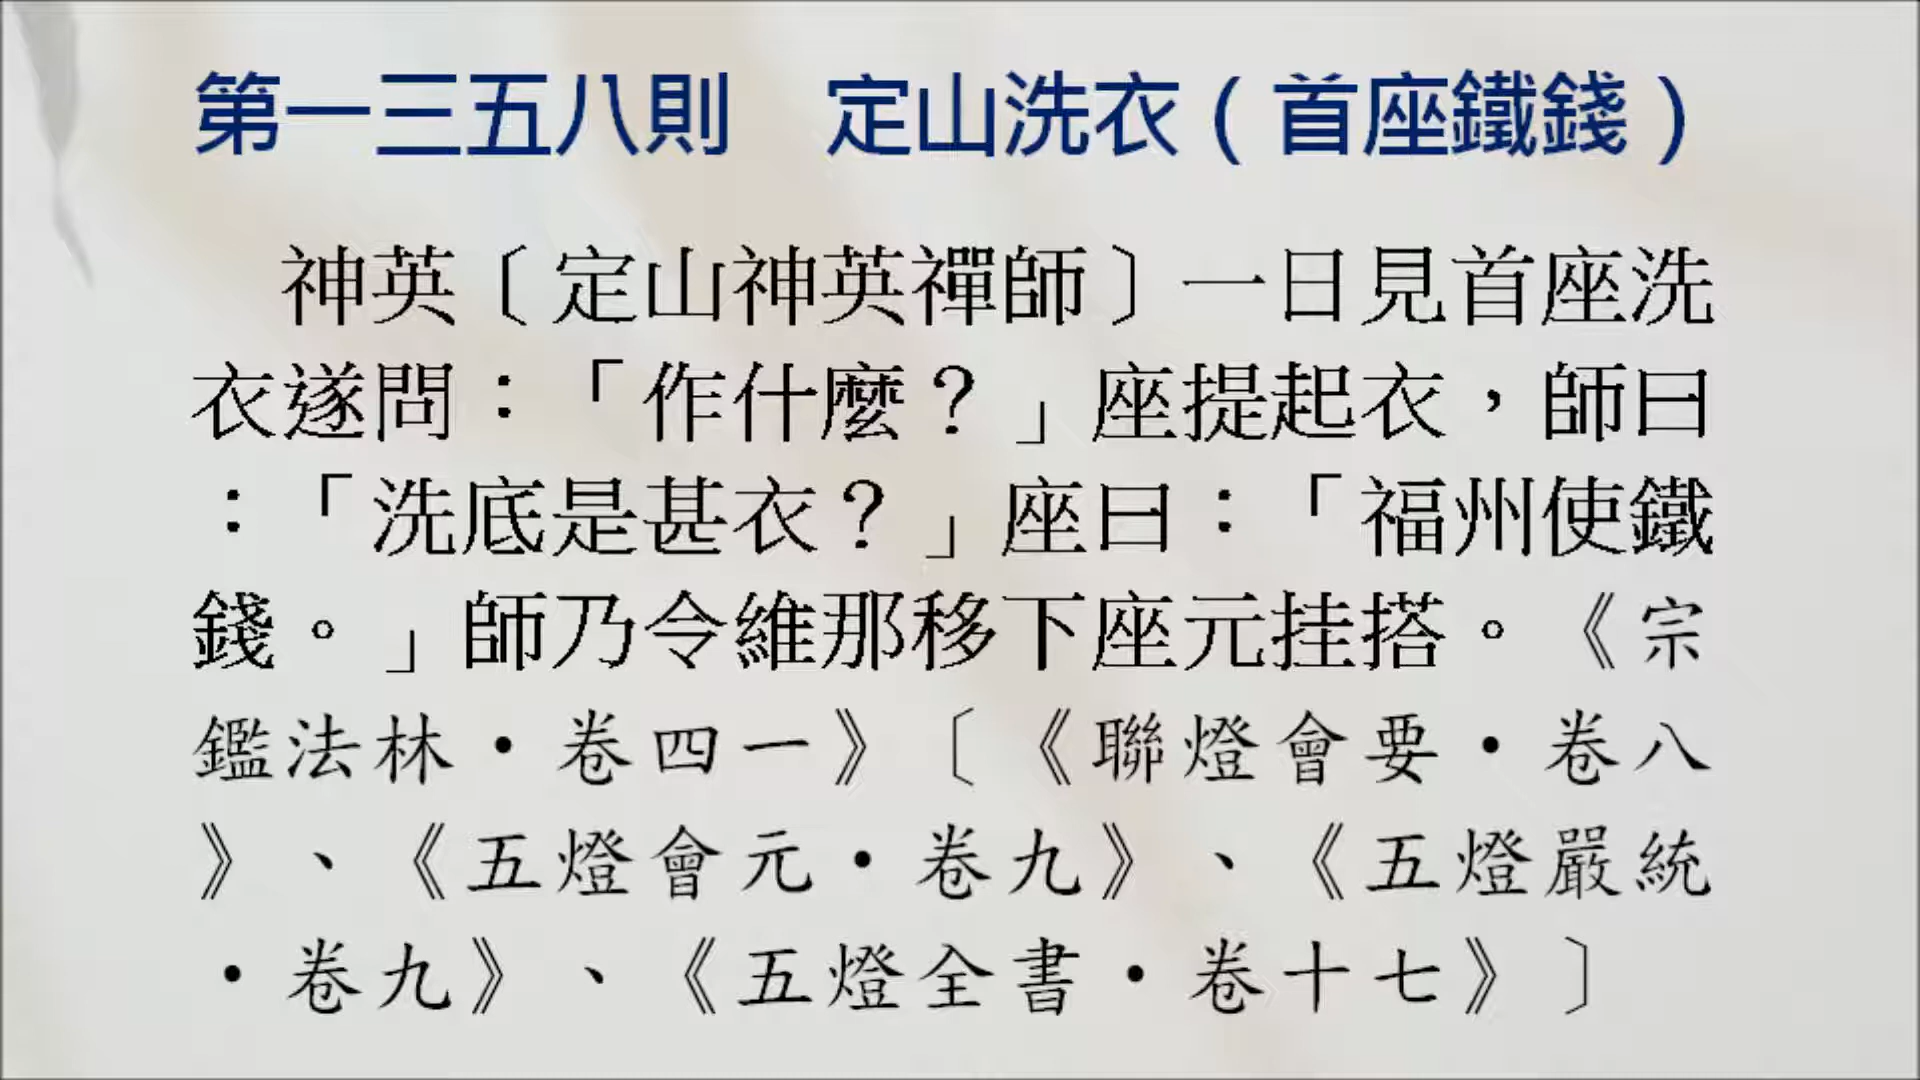 第一三五八則　定山洗衣（首座鐵錢）
神英〔定山神英禪師〕一日見首座洗
衣遂問：「作什麼？」座提起衣，師曰
：「洗底是甚衣？」座曰：「福州使鐵
錢。」師乃令維那移下座元挂搭。《宗
鑑法林·卷四一》〔《聯燈會要·卷八
》、《五燈會元·卷九》、《五燈嚴統
·卷九》、《五燈全書·卷十七》〕